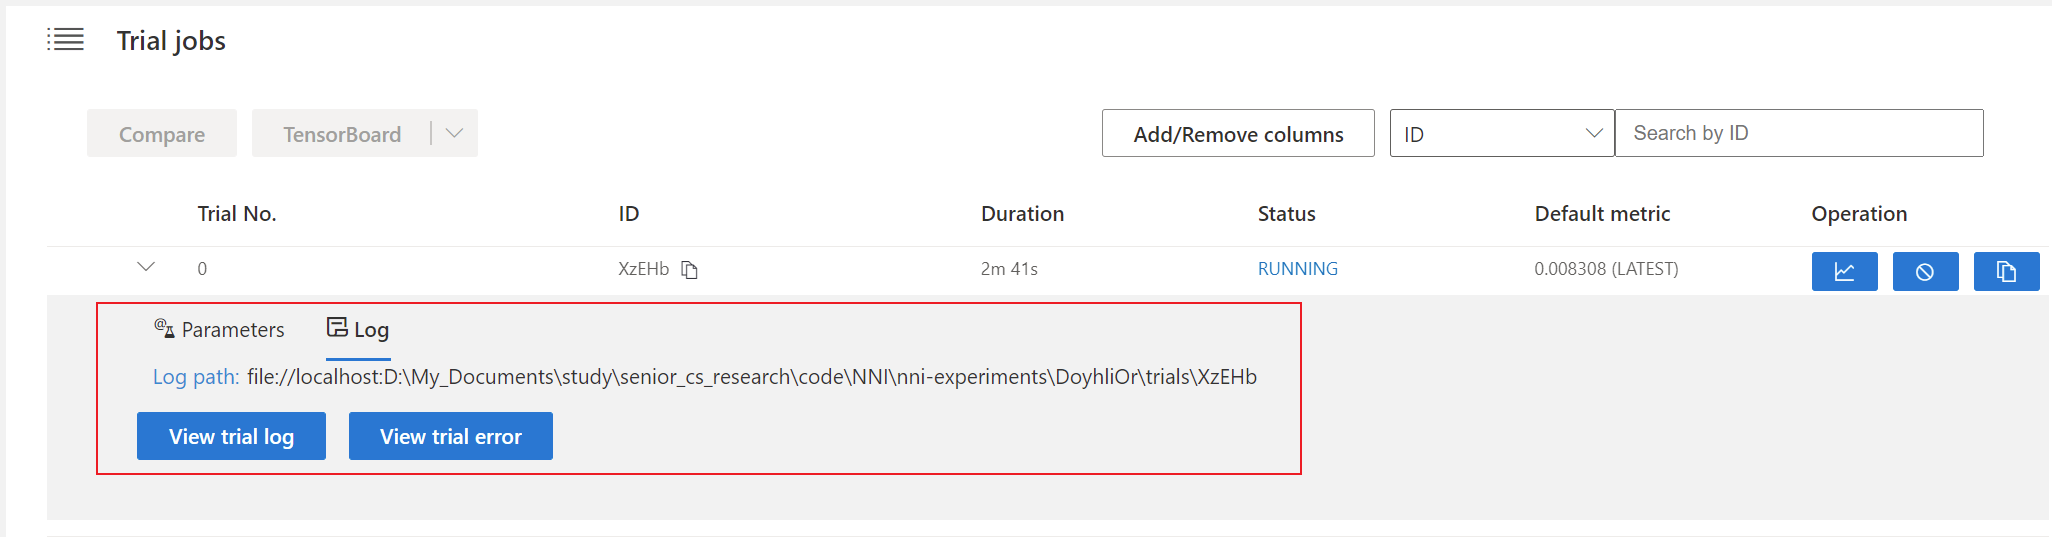 Trial jobs
Compare TensorBoard Add/Remove columns ID Search by ID
Trial No. ID Duration Status Default metric Operation
0 XzEHb 2m 41s RUNNING 0.008308 (LATEST)
Parameters Log
Log path: file://localhost:D:\My_Documents\study\senior_cs_research\code\NNI\nni-experiments\DoyhliOr\trials\XzEHb
View trial log View trial error